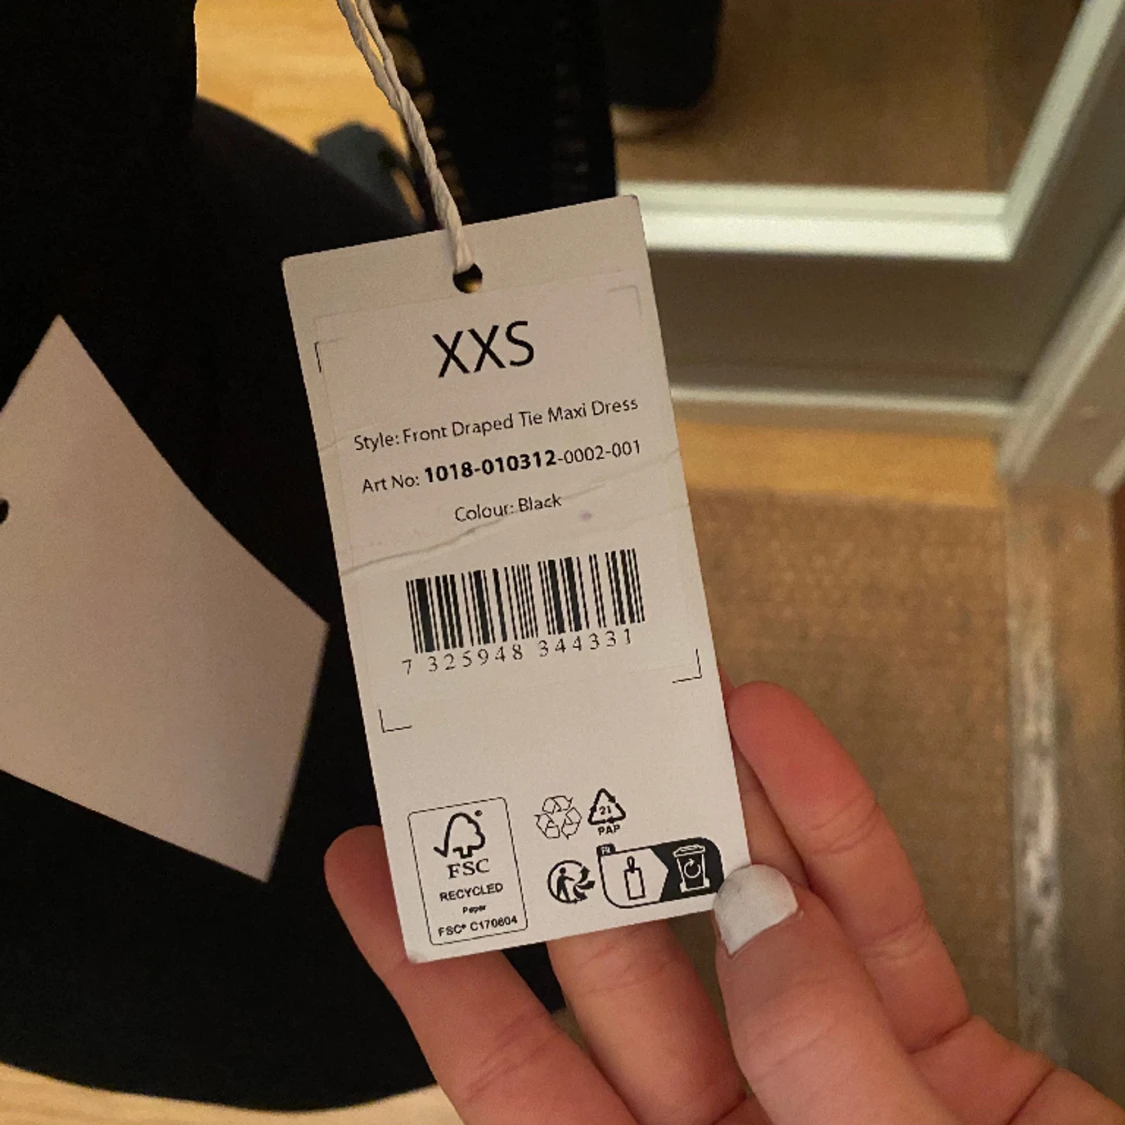 XXS
Style: Front Draped Tie Maxi Dress
Art No: 1018-010312-0002-001
Colour: Black
7 325948 344331
FSC
RECYCLED
Paper
FSC® C170604
21
PAP
FR